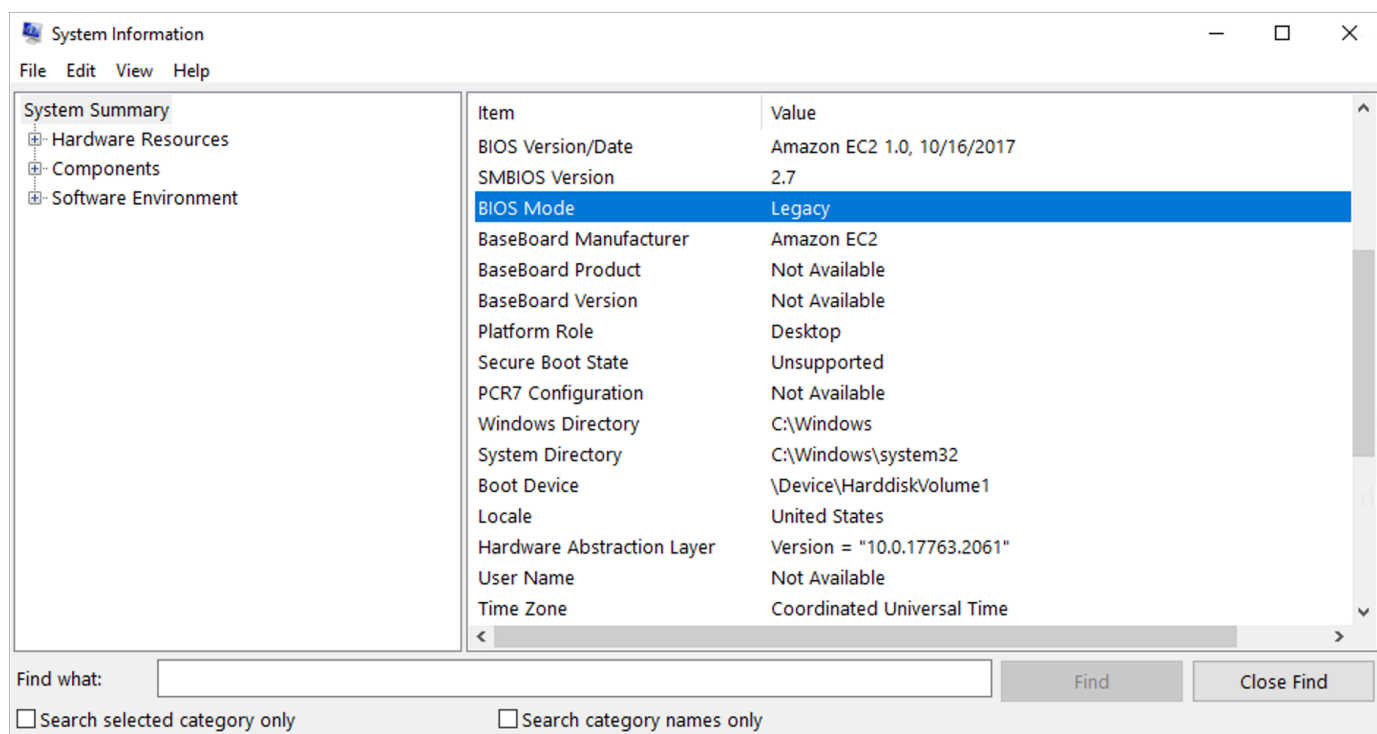 System Information
File Edit View Help
System Summary
Hardware Resources
Components
Software Environment
Item Value
BIOS Version/Date Amazon EC2 1.0, 10/16/2017
SMBIOS Version 2.7
BIOS Mode Legacy
BaseBoard Manufacturer Amazon EC2
BaseBoard Product Not Available
BaseBoard Version Not Available
Platform Role Desktop
Secure Boot State Unsupported
PCR7 Configuration Not Available
Windows Directory C:\Windows
System Directory C:\Windows\system32
Boot Device \Device\HarddiskVolume1
Locale United States
Hardware Abstraction Layer Version = "10.0.17763.2061"
User Name Not Available
Time Zone Coordinated Universal Time
Find what: Find Close Find
Search selected category only Search category names only